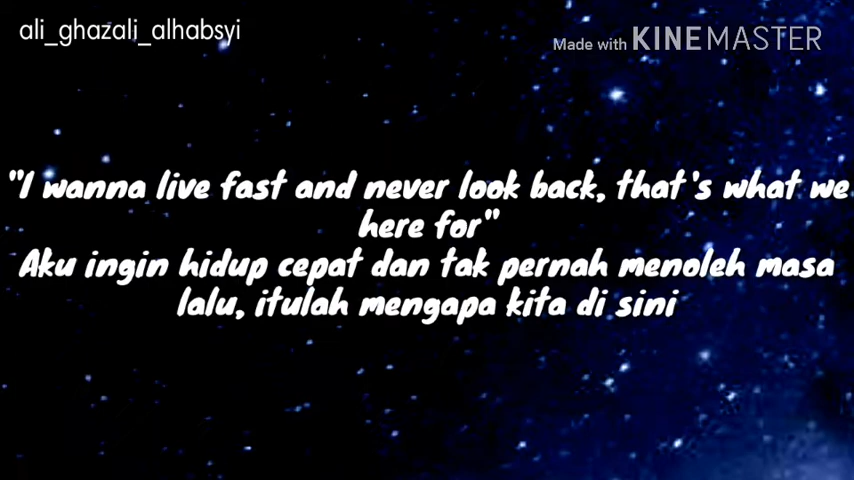 ali_ghazali_alhabsyi
Made with KINEMASTER
"I wanna live fast and never look back, that's what we
here for"
Aku ingin hidup cepat dan tak pernah menoleh masa
lalu, itulah mengapa kita di sini